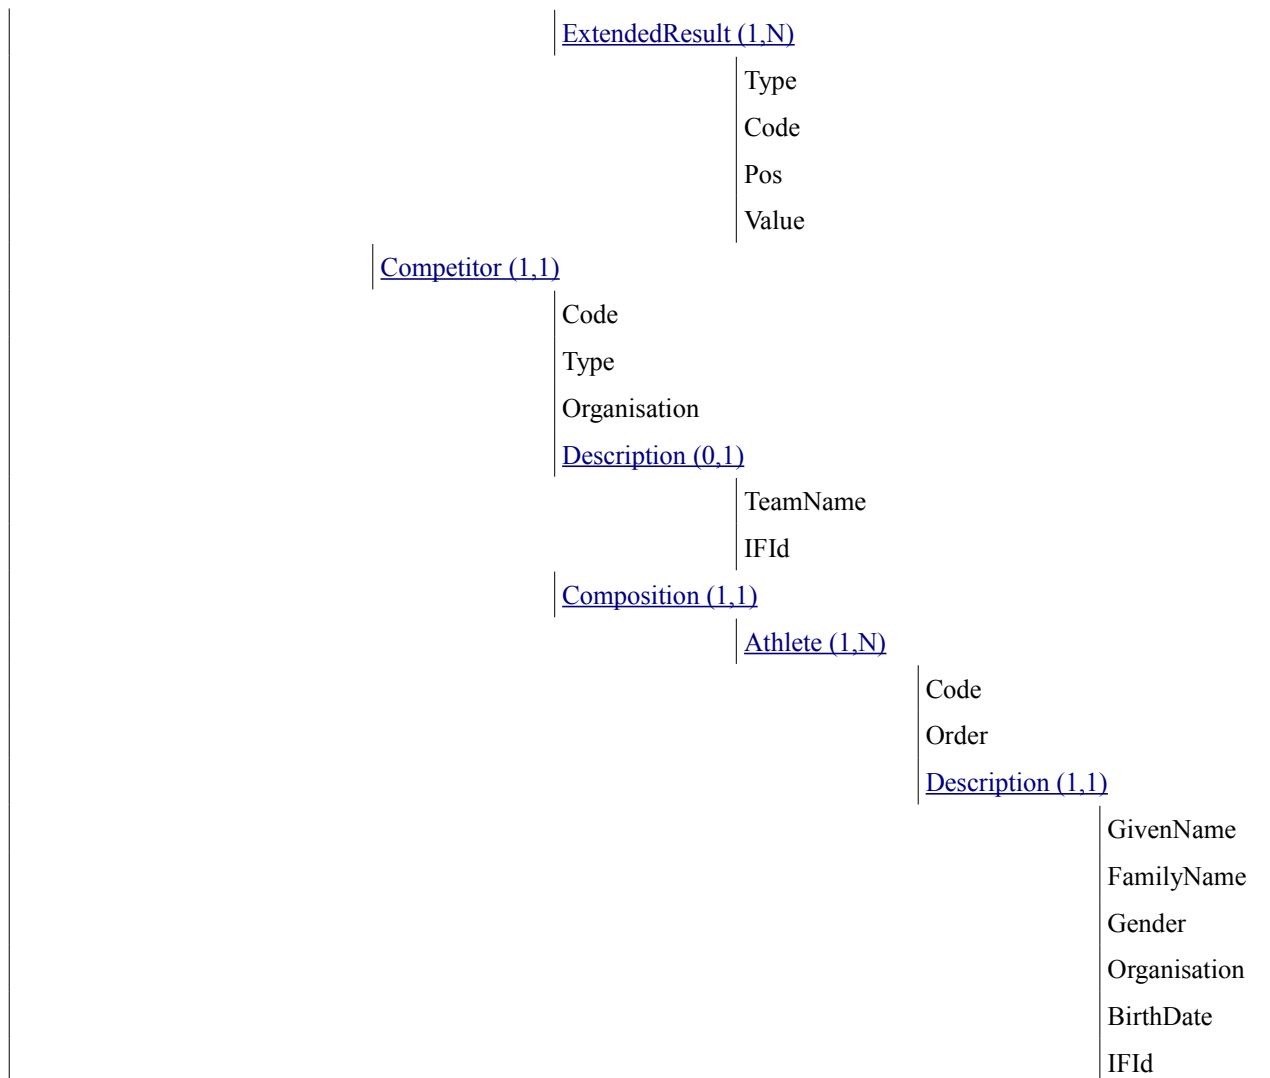 ExtendedResult (1,N)
Type
Code
Pos
Value
Competitor (1,1)
Code
Type
Organisation
Description (0,1)
TeamName
IFId
Composition (1,1)
Athlete (1,N)
Code
Order
Description (1,1)
GivenName
FamilyName
Gender
Organisation
BirthDate
IFId